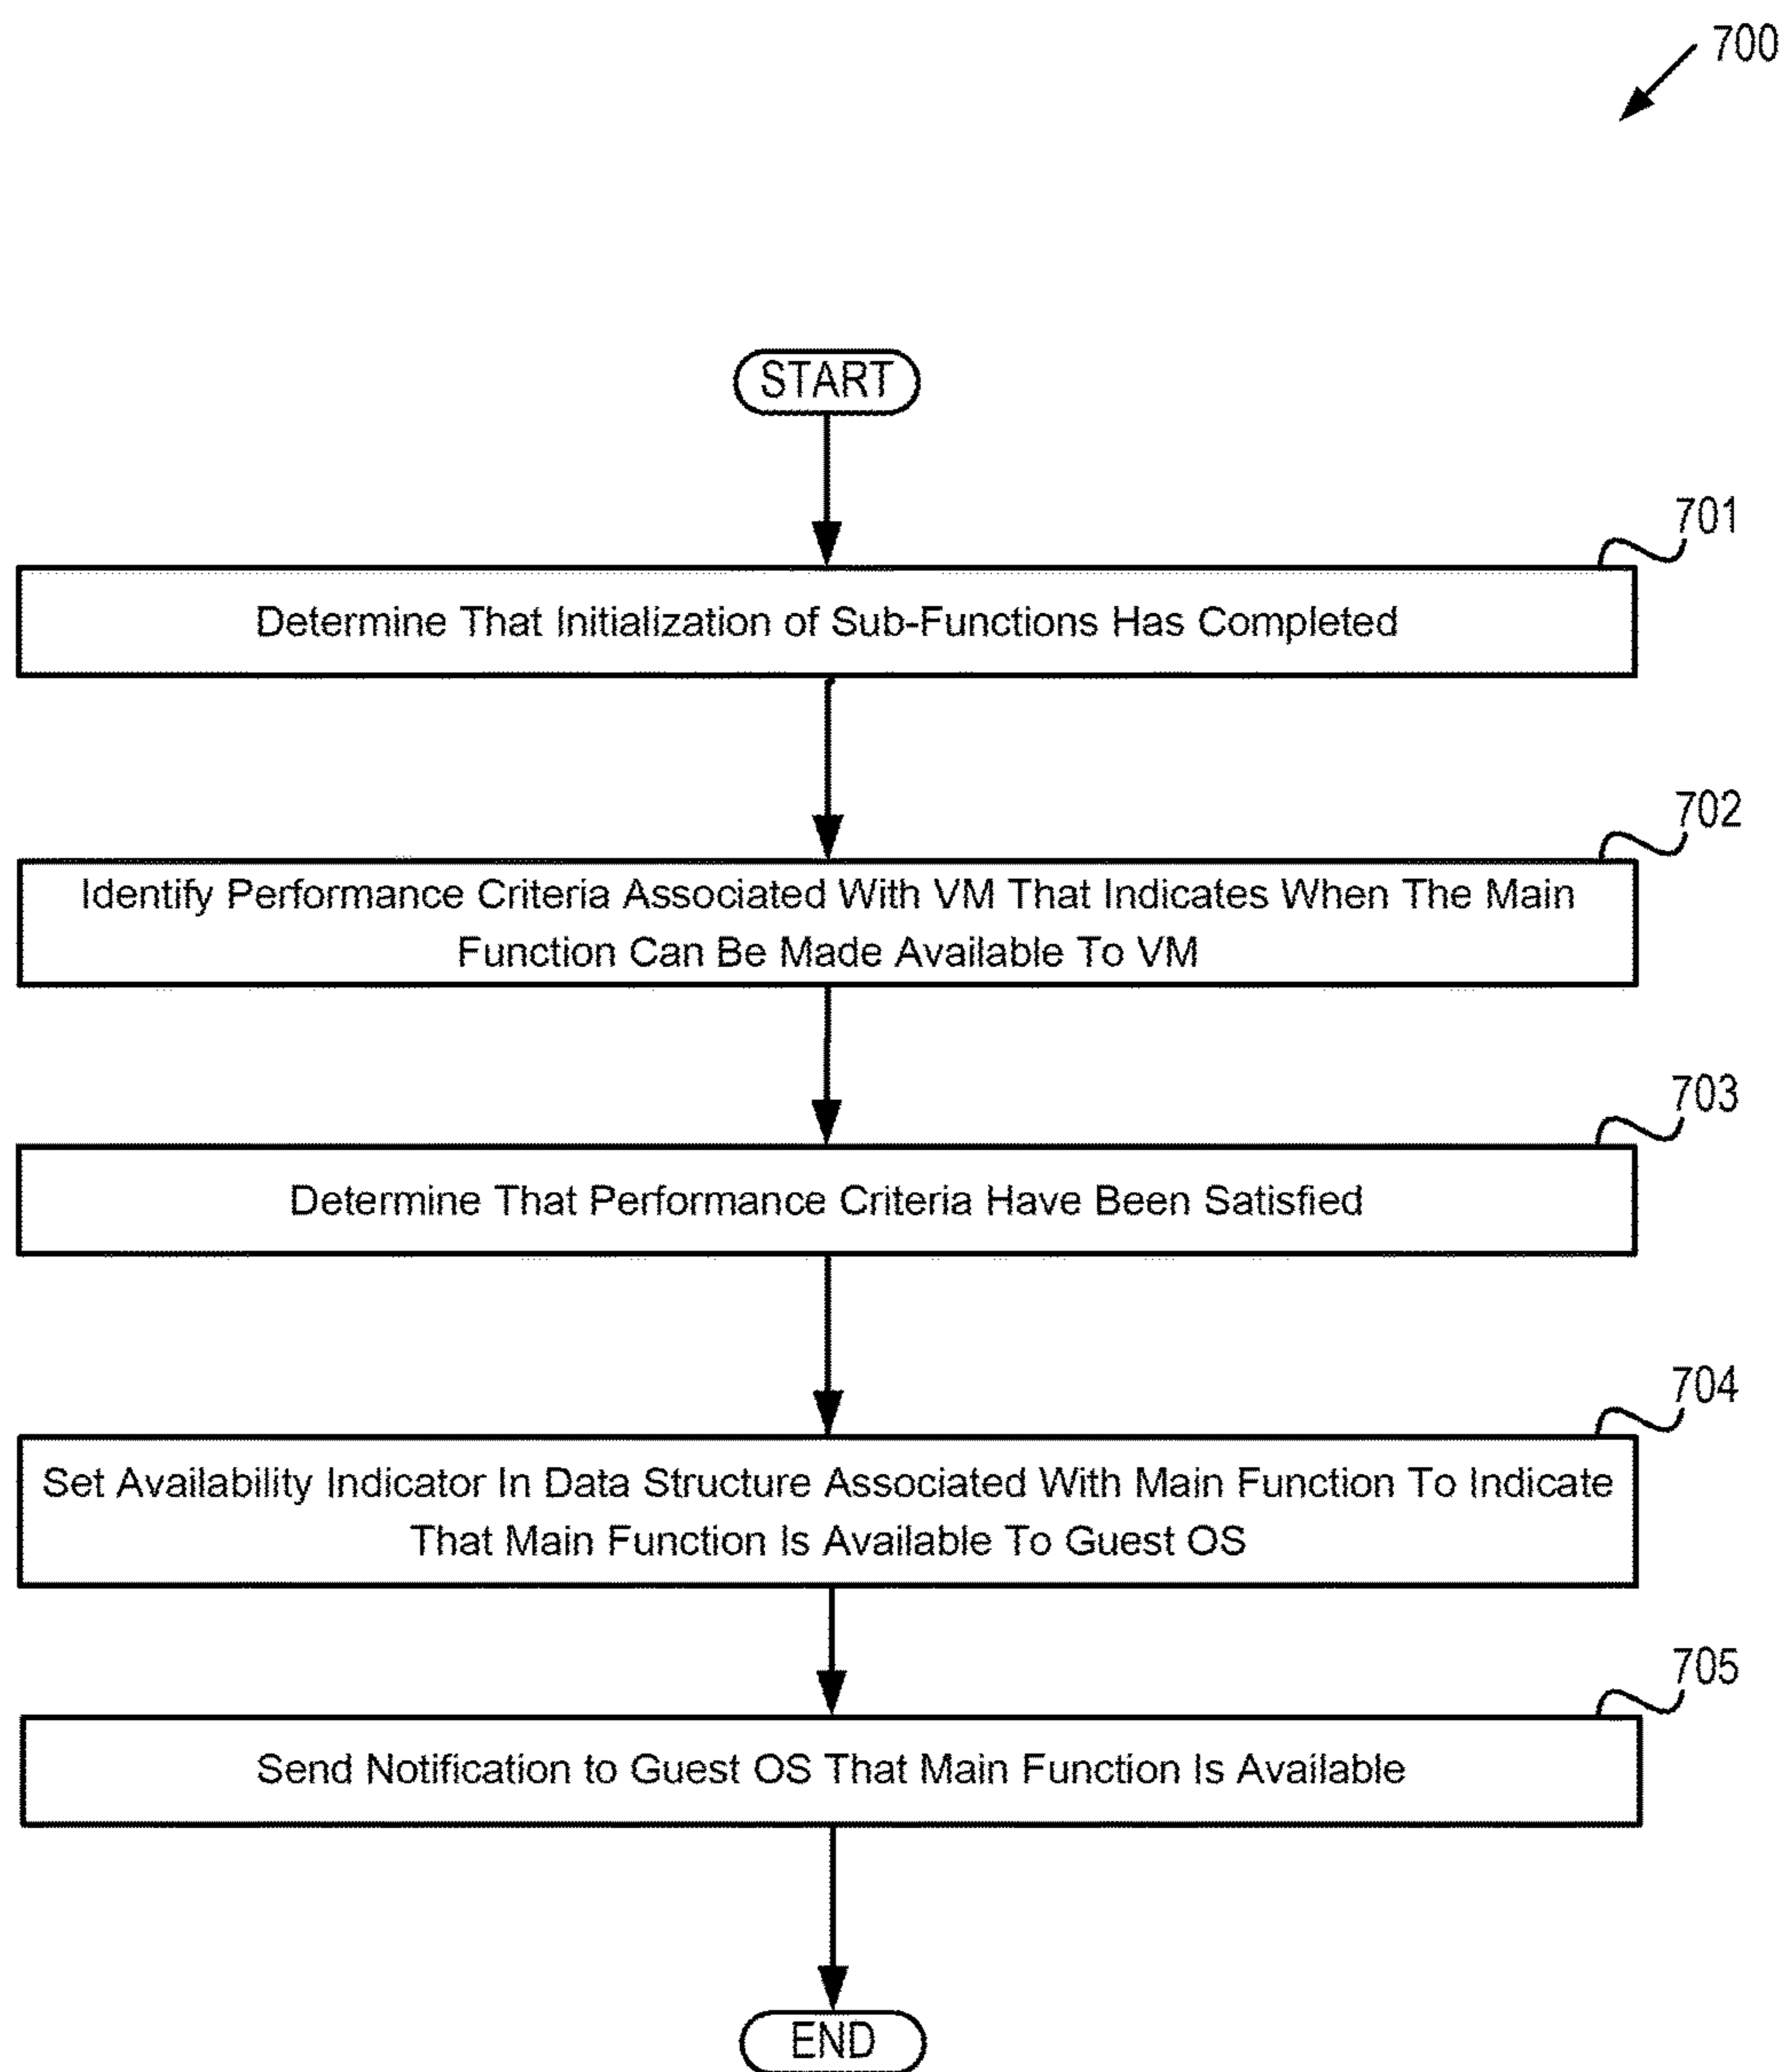 700
START
701
Determine That Initialization of Sub-Functions Has Completed
702
Identify Performance Criteria Associated With VM That Indicates When The Main
Function Can Be Made Available To VM
703
Determine That Performance Criteria Have Been Satisfied
704
Set Availability Indicator In Data Structure Associated With Main Function To Indicate
That Main Function Is Available To Guest OS
705
Send Notification to Guest OS That Main Function Is Available
END